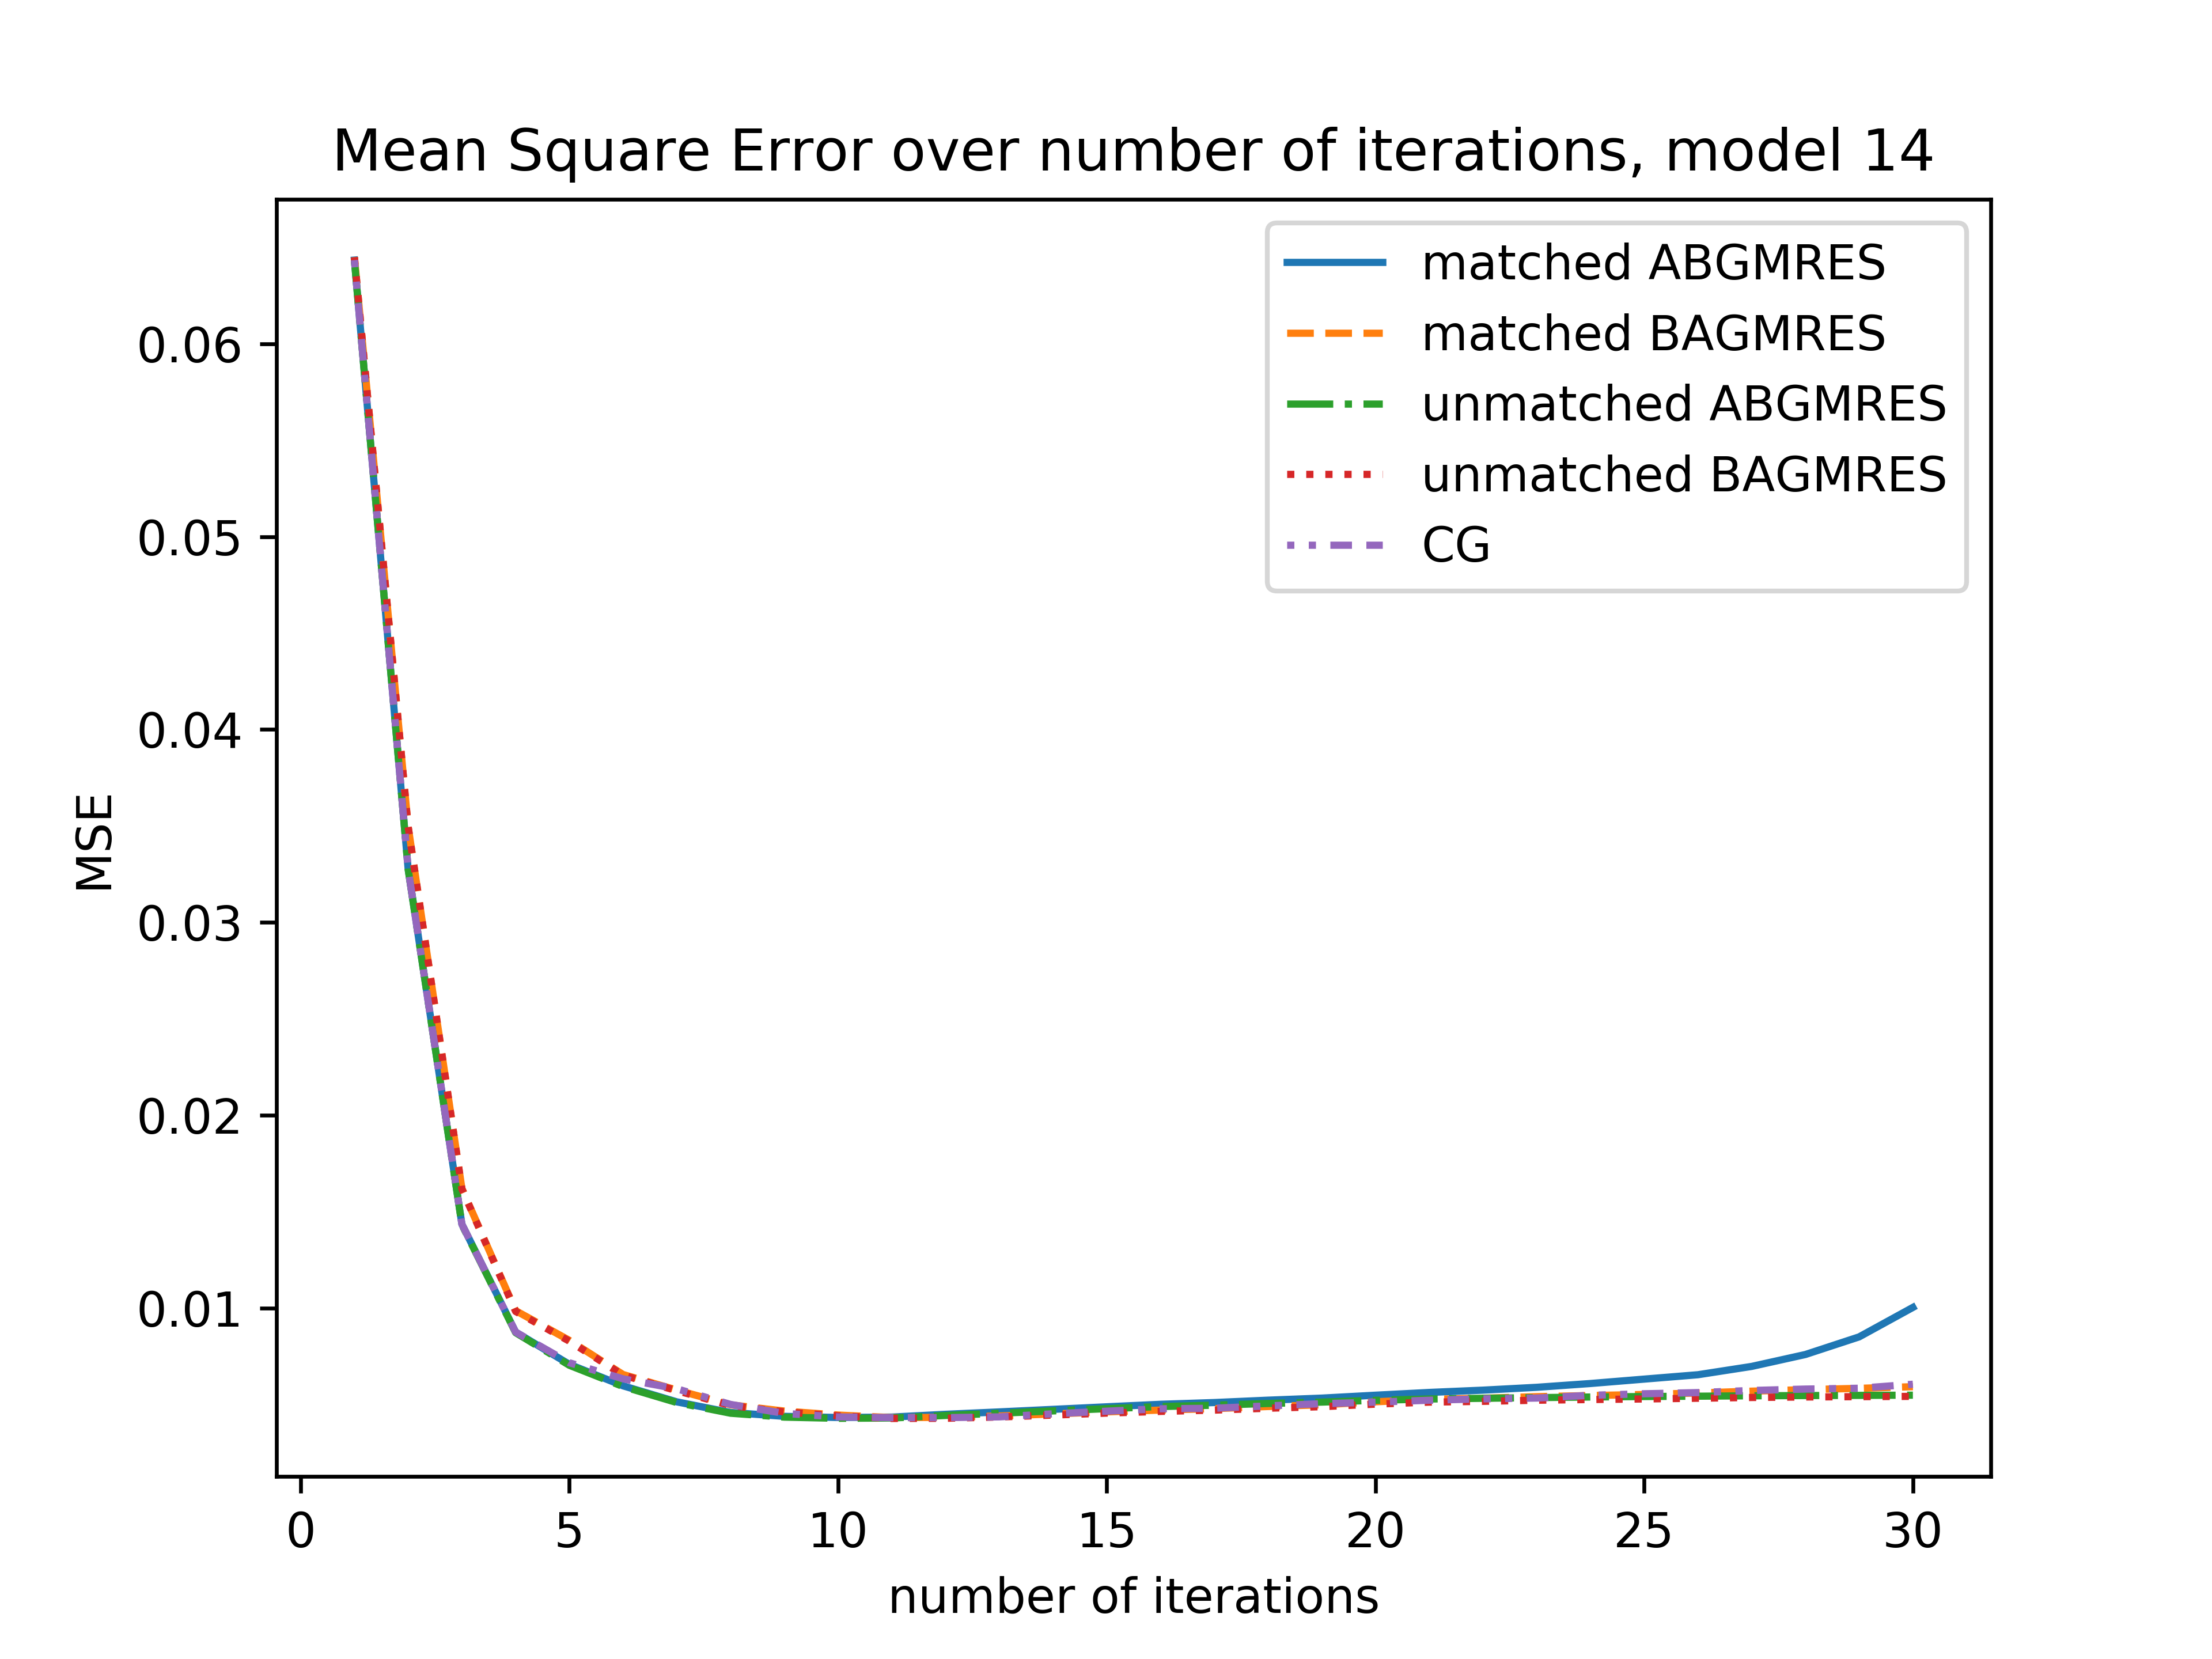 Mean Square Error over number of iterations, model 14
matched ABGMRES
matched BAGMRES
unmatched ABGMRES
unmatched BAGMRES
CG
MSE
0.06
0.05
0.04
0.03
0.02
0.01
0 5 10 15 20 25 30
number of iterations